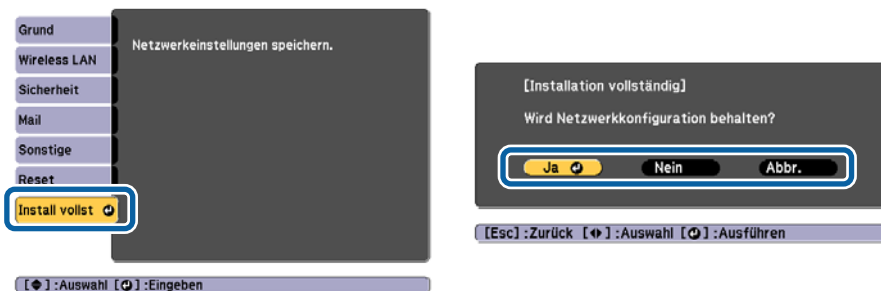 Grund
Wireless LAN
Sicherheit
Mail
Sonstige
Reset
Install vollst
Netzwerkeinstellungen speichern.
[◆] :Auswahl [⏎] :Eingeben
[Installation vollständig]
Wird Netzwerkkonfiguration behalten?
Ja Nein Abbr.
[Esc] :Zurück [◆] :Auswahl [⏎] :Ausführen